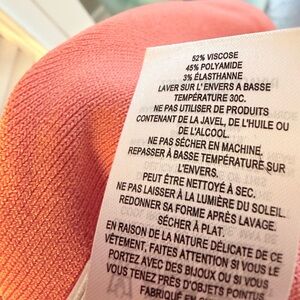 52% VISCOSE
45% POLYAMIDE
3% ÉLASTHANNE
LAVER SUR L'ENVERS A BASSE
TEMPÉRATURE 30C.
NE PAS UTILISER DE PRODUITS
CONTENANT DE LA JAVEL, DE L'HUILE OU
DE L'ALCOOL.
NE PAS SÉCHER EN MACHINE.
REPASSER À BASSE TEMPÉRATURE SUR
L'ENVERS.
PEUT ÊTRE NETTOYÉ À SEC.
NE PAS LAISSER À LA LUMIÈRE DU SOLEIL.
REDONNER SA FORME APRÈS LAVAGE.
SÉCHER À PLAT.
EN RAISON DE LA NATURE DÉLICATE DE CE
VÊTEMENT, FAITES ATTENTION SI VOUS LE
PORTEZ AVEC DES BIJOUX OU SI VOUS
VOUS TENEZ PRÈS D'OBJETS
FABRIQUÉ EN